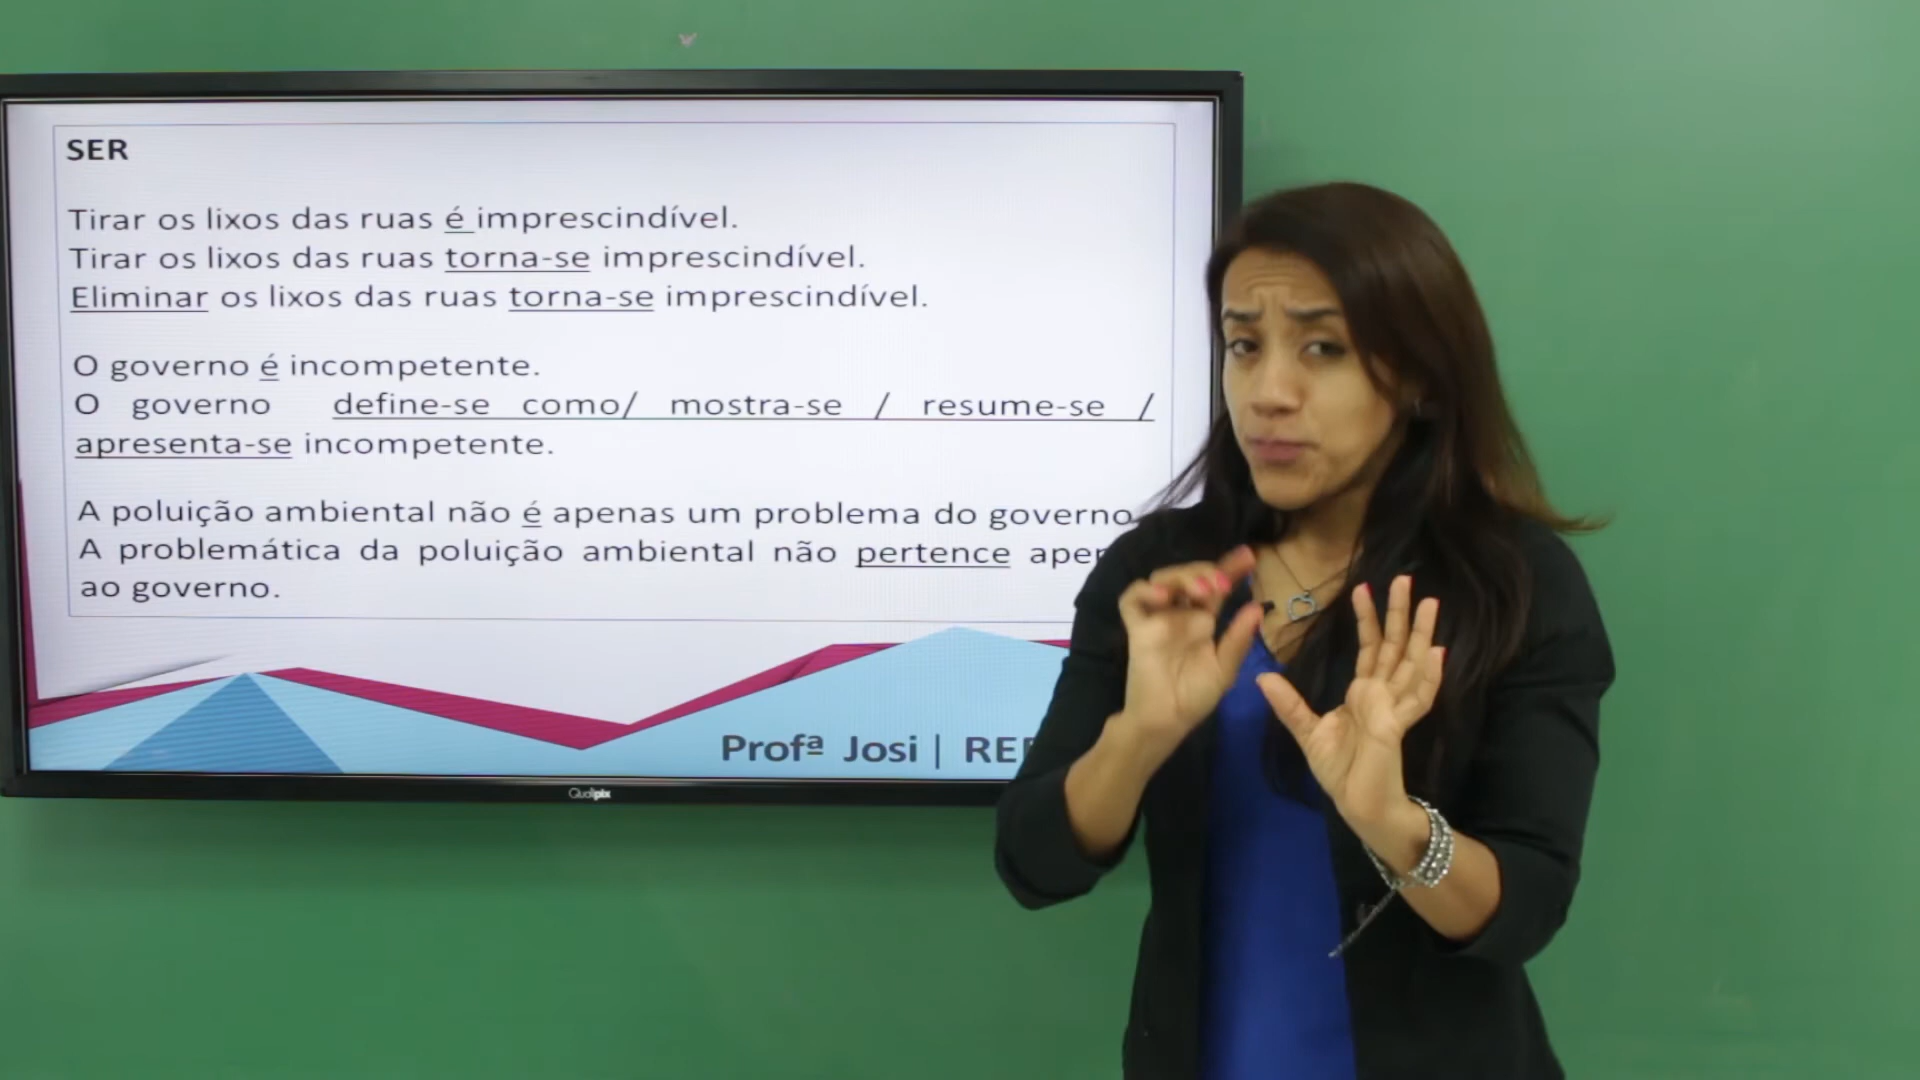 SER
Tirar os lixos das ruas é imprescindível.
Tirar os lixos das ruas torna-se imprescindível.
Eliminar os lixos das ruas torna-se imprescindível.
O governo é incompetente.
O governo define-se como/ mostra-se / resume-se /
apresenta-se incompetente.
A poluição ambiental não é apenas um problema do governo
A problemática da poluição ambiental não pertence
ao governo.
Profª Josi |
Qualipix